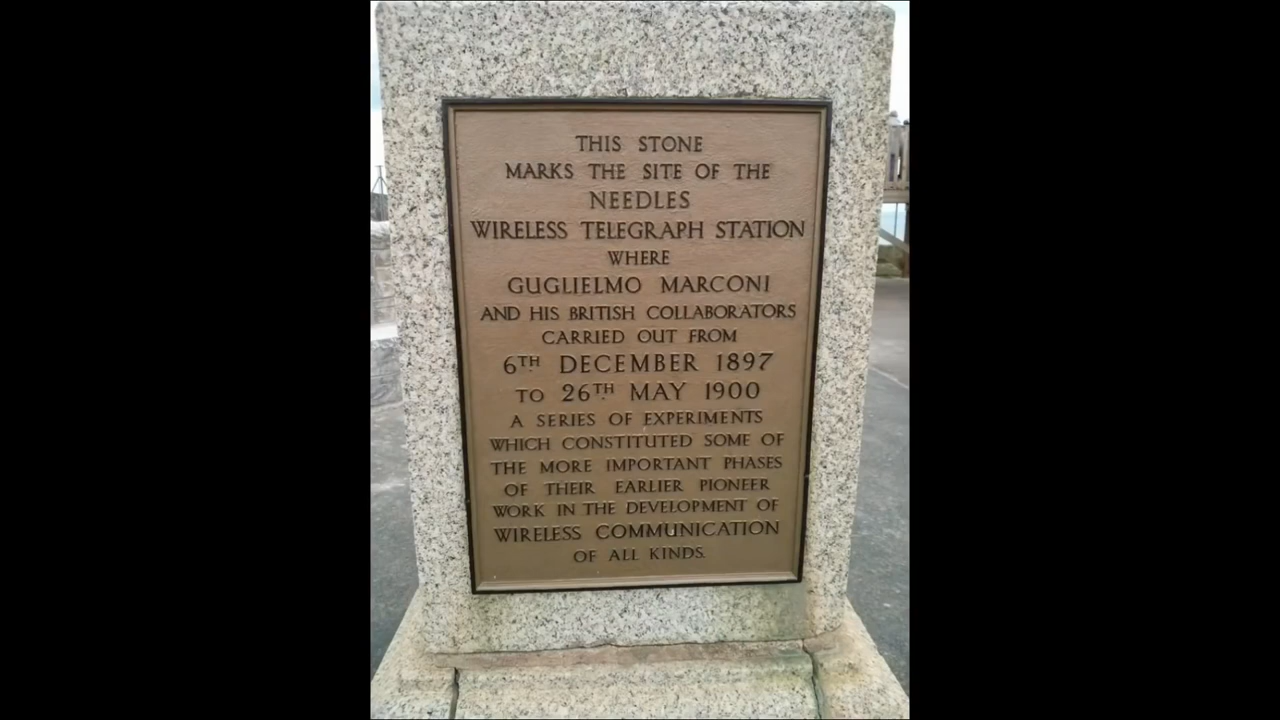 THIS STONE
MARKS THE SITE OF THE
NEEDLES
WIRELESS TELEGRAPH STATION
WHERE
GUGLIELMO MARCONI
AND HIS BRITISH COLLABORATORS
CARRIED OUT FROM
6TH DECEMBER 1897
TO 26TH MAY 1900
A SERIES OF EXPERIMENTS
WHICH CONSTITUTED SOME OF
THE MORE IMPORTANT PHASES
OF THEIR EARLIER PIONEER
WORK IN THE DEVELOPMENT OF
WIRELESS COMMUNICATION
OF ALL KINDS.